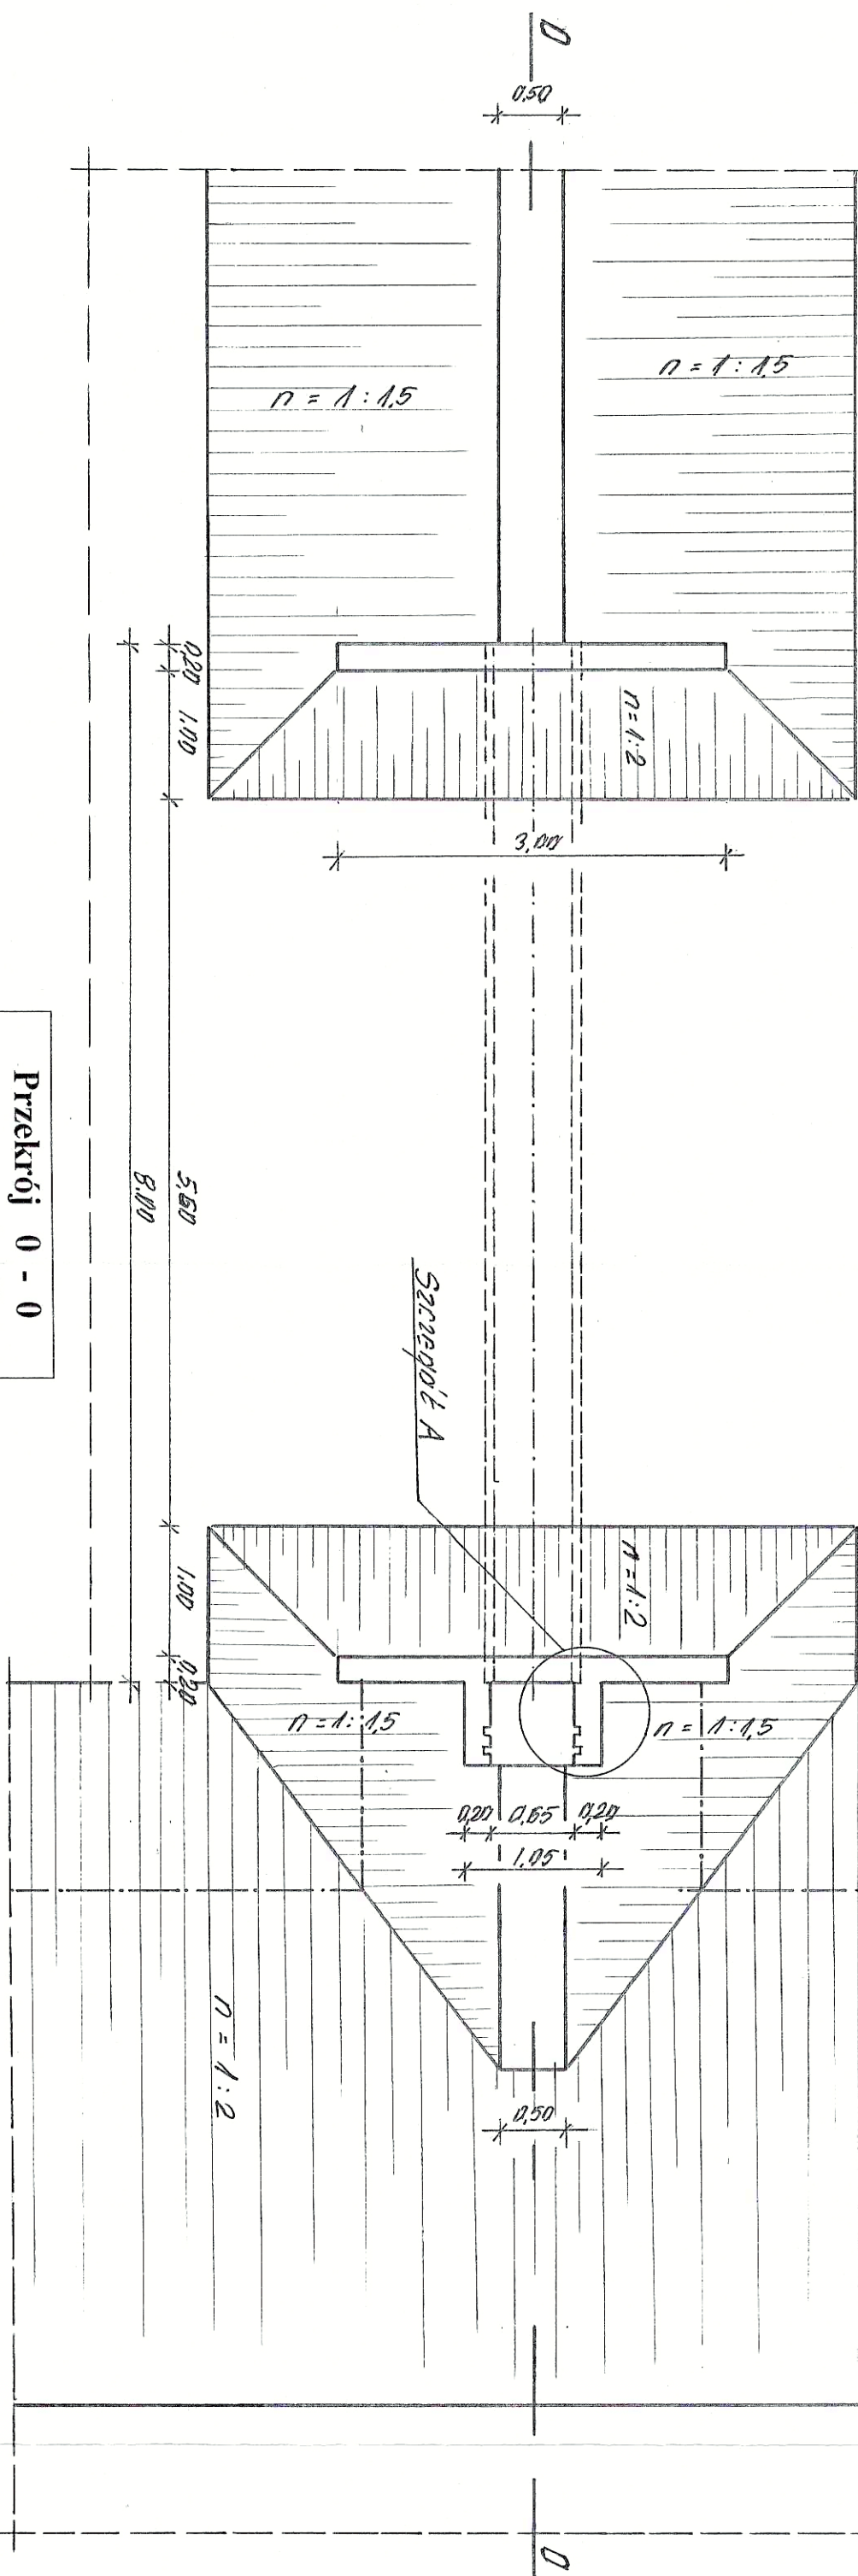 0
0,50
n = 1 : 1,5
n = 1 : 1,5
0,20
1,00
n = 1:2
3,00
5,60
8,00
Przekrój 0 - 0
Szczegół A
n = 1:2
1,00
0,20
n = 1 : 1,5
n = 1 : 1,5
0,20
0,65
0,20
1,05
n = 1 : 2
0,50
0